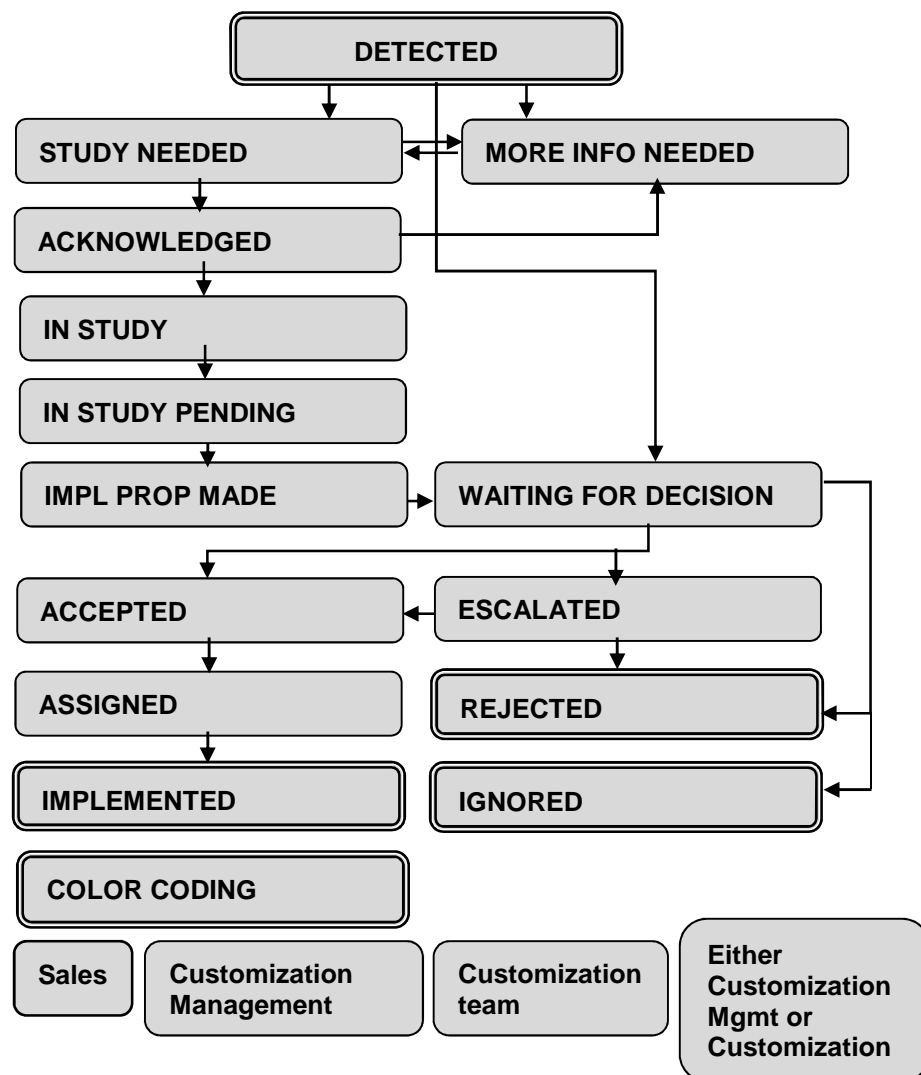 DETECTED
STUDY NEEDED
MORE INFO NEEDED
ACKNOWLEDGED
IN STUDY
IN STUDY PENDING
IMPL PROP MADE
WAITING FOR DECISION
ACCEPTED
ESCALATED
ASSIGNED
REJECTED
IMPLEMENTED
IGNORED
COLOR CODING
Sales
Customization
Management
Customization
team
Either
Customization
Mgmt or
Customization